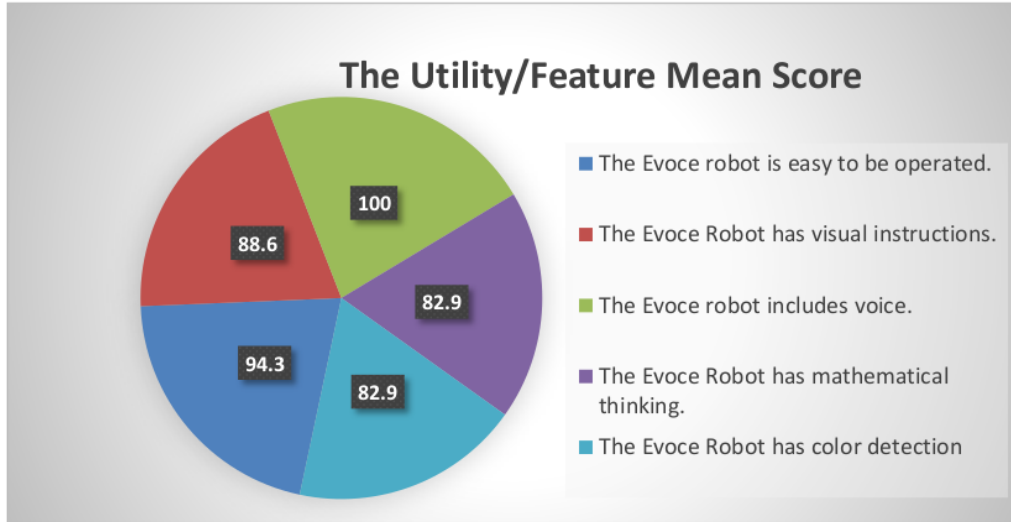 The Utility/Feature Mean Score
100
88.6
82.9
94.3
82.9
The Evoce robot is easy to be operated.
The Evoce Robot has visual instructions.
The Evoce robot includes voice.
The Evoce Robot has mathematical
thinking.
The Evoce Robot has color detection